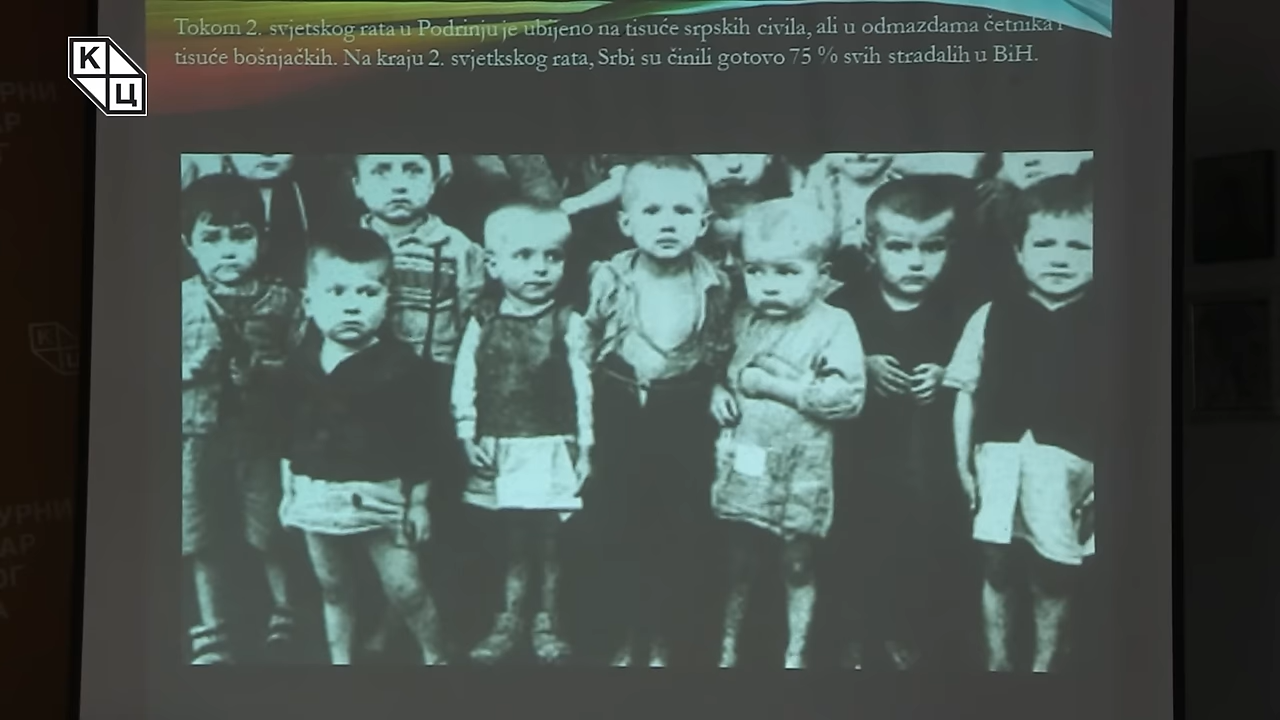 Tokom 2. svjetskog rata u Podrinju je ubijeno na tisuće srpskih civila, ali u odmazdama četnika i
tisuće bošnjačkih. Na kraju 2. svjetkskog rata, Srbi su činili gotovo 75 % svih stradalih u BiH.
К
Ц